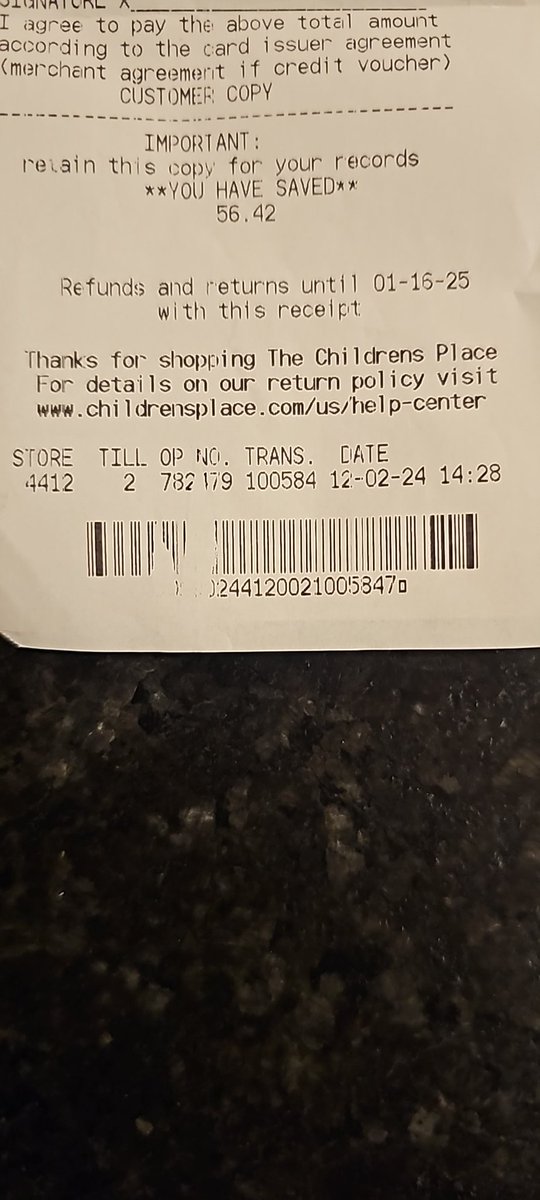 SIGNATURE X
I agree to pay the above total amount
according to the card issuer agreement
(merchant agreement if credit voucher)
CUSTOMER COPY
IMPORTANT:
retain this copy for your records
**YOU HAVE SAVED**
56.42
Refunds and returns until 01-16-25
with this receipt
Thanks for shopping The Childrens Place
For details on our return policy visit
www.childrensplace.com/us/help-center
STORE TILL OP NO. TRANS. DATE
4412 2 782179 100584 12-02-24 14:28